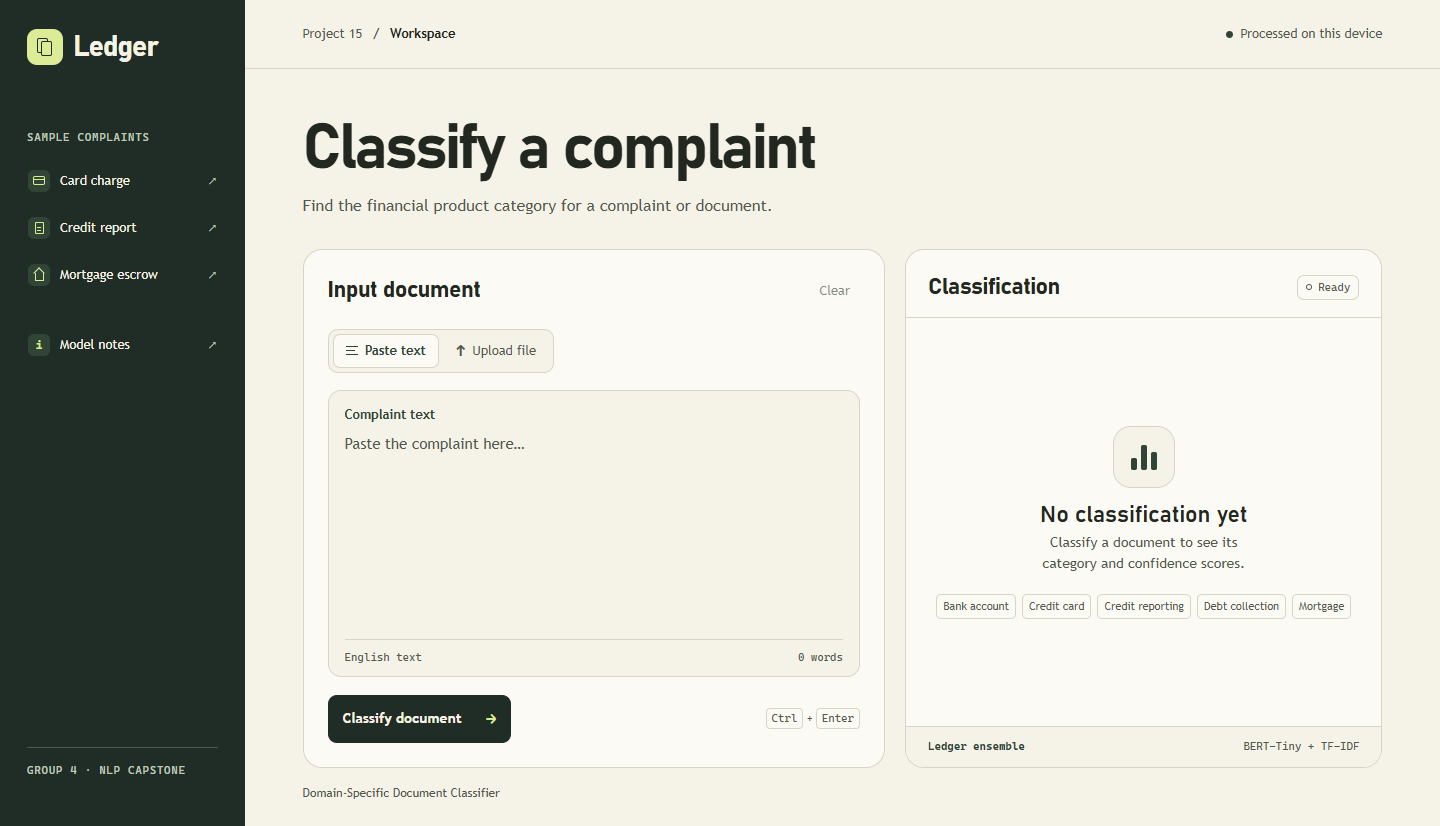 Ledger
SAMPLE COMPLAINTS
Card charge ↗
Credit report ↗
Mortgage escrow ↗
i Model notes ↗
GROUP 4 · NLP CAPSTONE
Project 15 / Workspace
Processed on this device
Classify a complaint
Find the financial product category for a complaint or document.
Input document
Clear
Paste text
↑ Upload file
Complaint text
Paste the complaint here…
English text
0 words
Classify document →
Ctrl + Enter
Classification
Ready
No classification yet
Classify a document to see its
category and confidence scores.
Bank account
Credit card
Credit reporting
Debt collection
Mortgage
Ledger ensemble
BERT-Tiny + TF-IDF
Domain-Specific Document Classifier